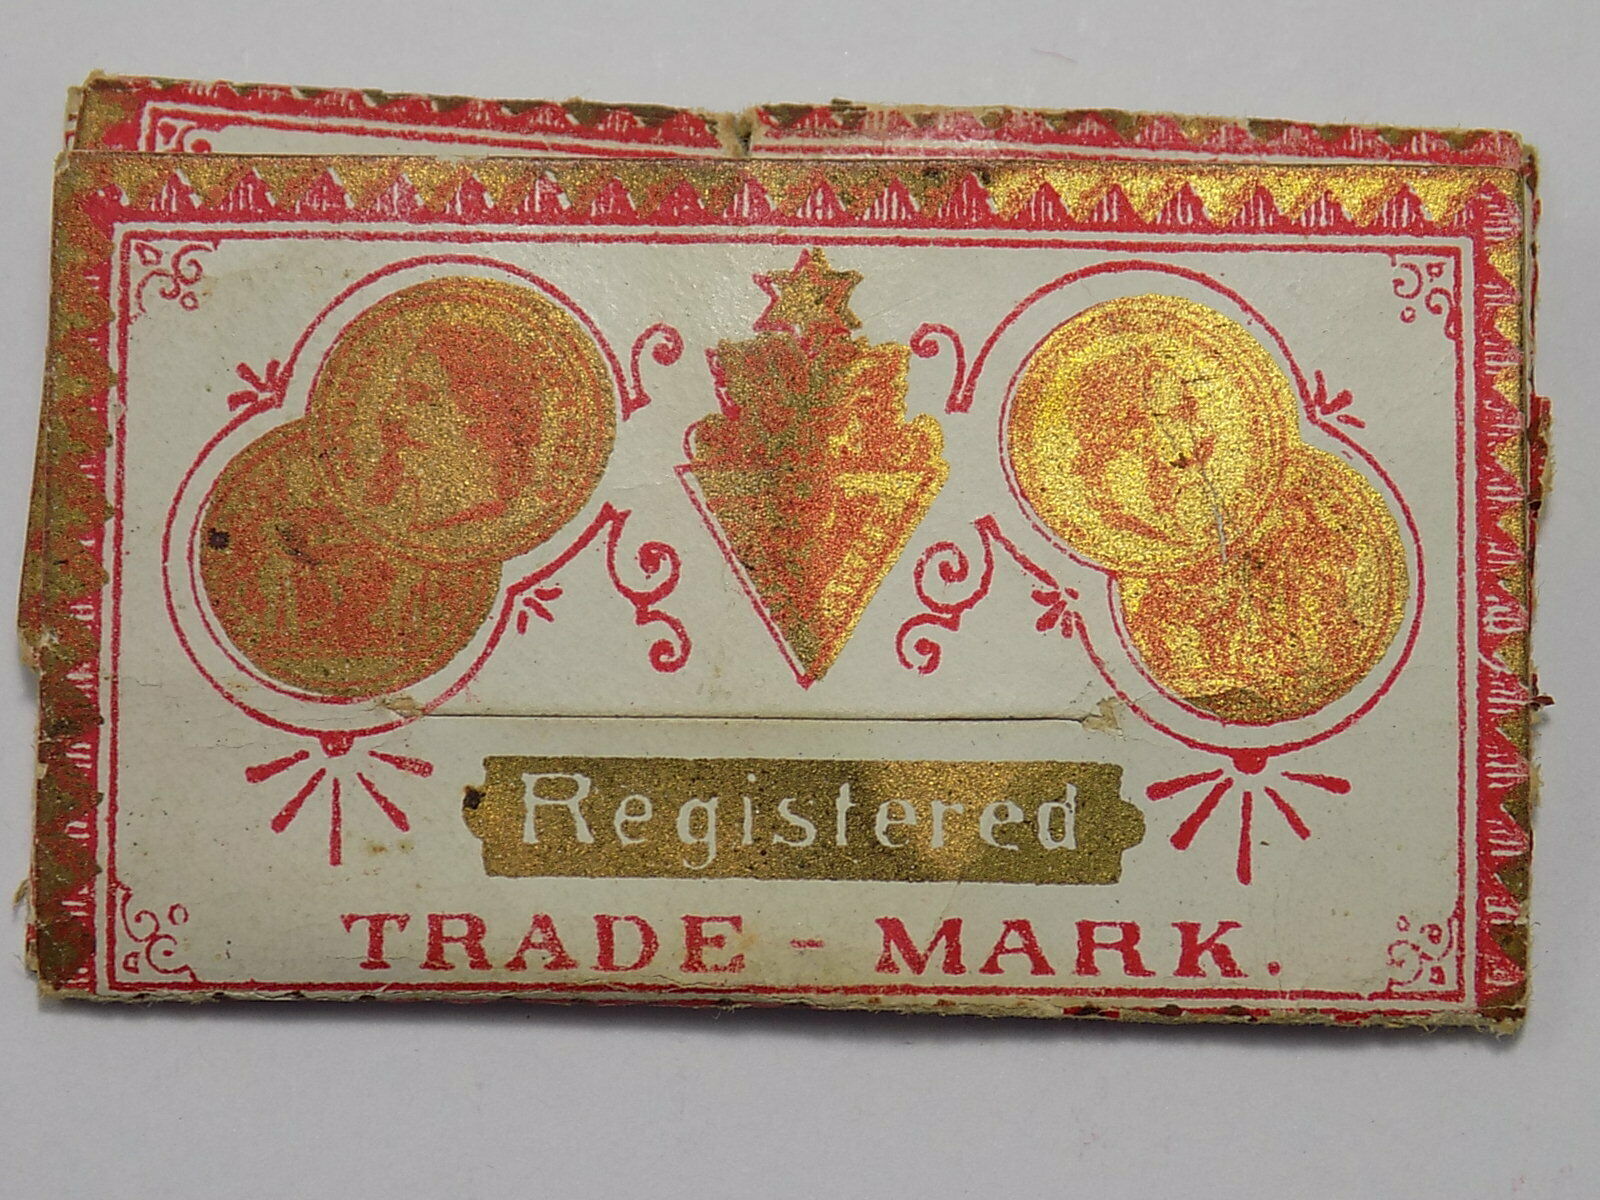 Registered
TRADE - MARK.